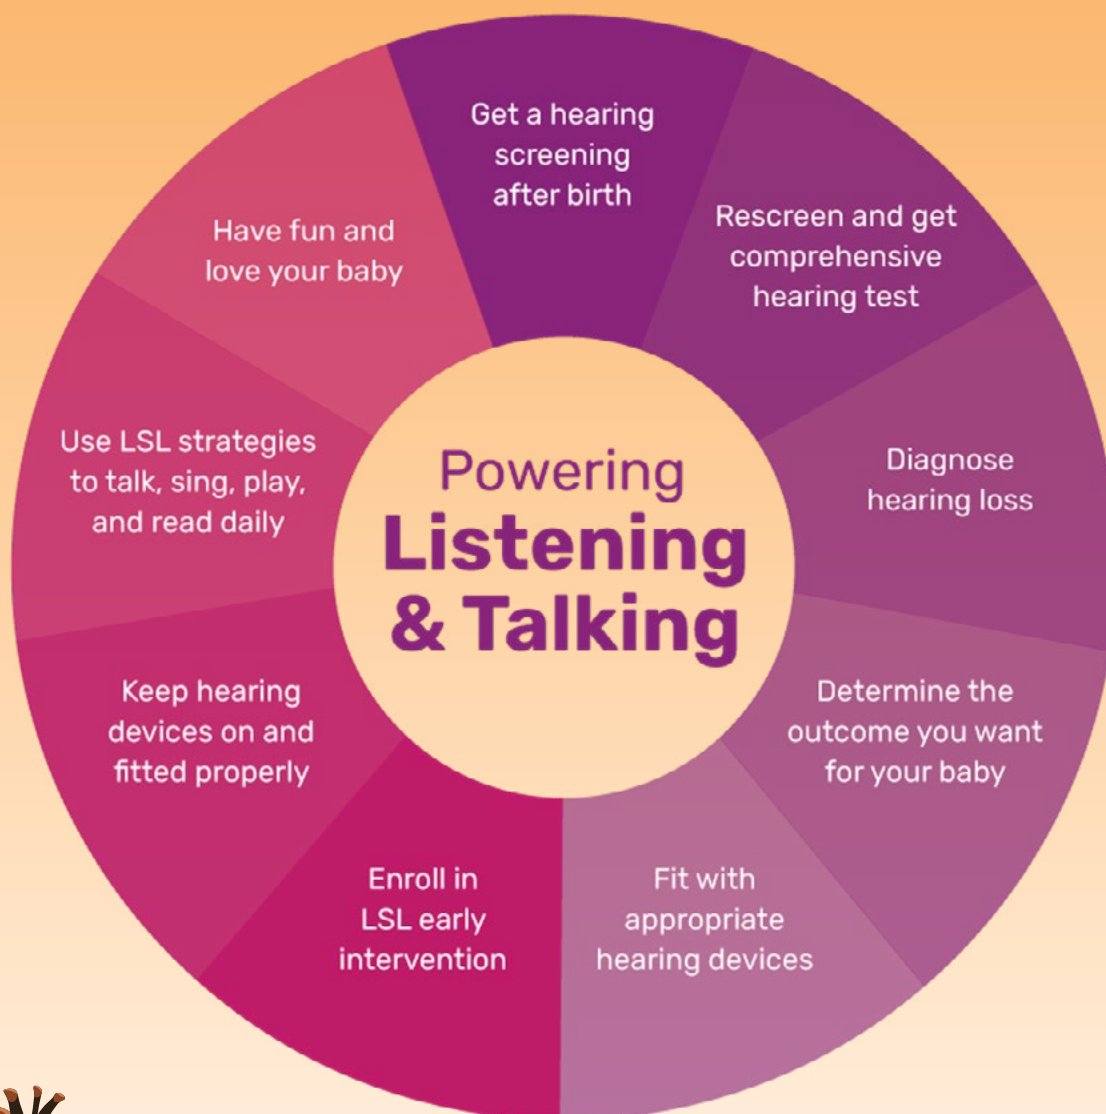 Get a hearing
screening
after birth
Rescreen and get
comprehensive
hearing test
Diagnose
hearing loss
Determine the
outcome you want
for your baby
Fit with
appropriate
hearing devices
Enroll in
LSL early
intervention
Keep hearing
devices on and
fitted properly
Use LSL strategies
to talk, sing, play,
and read daily
Have fun and
love your baby
Powering
Listening
& Talking